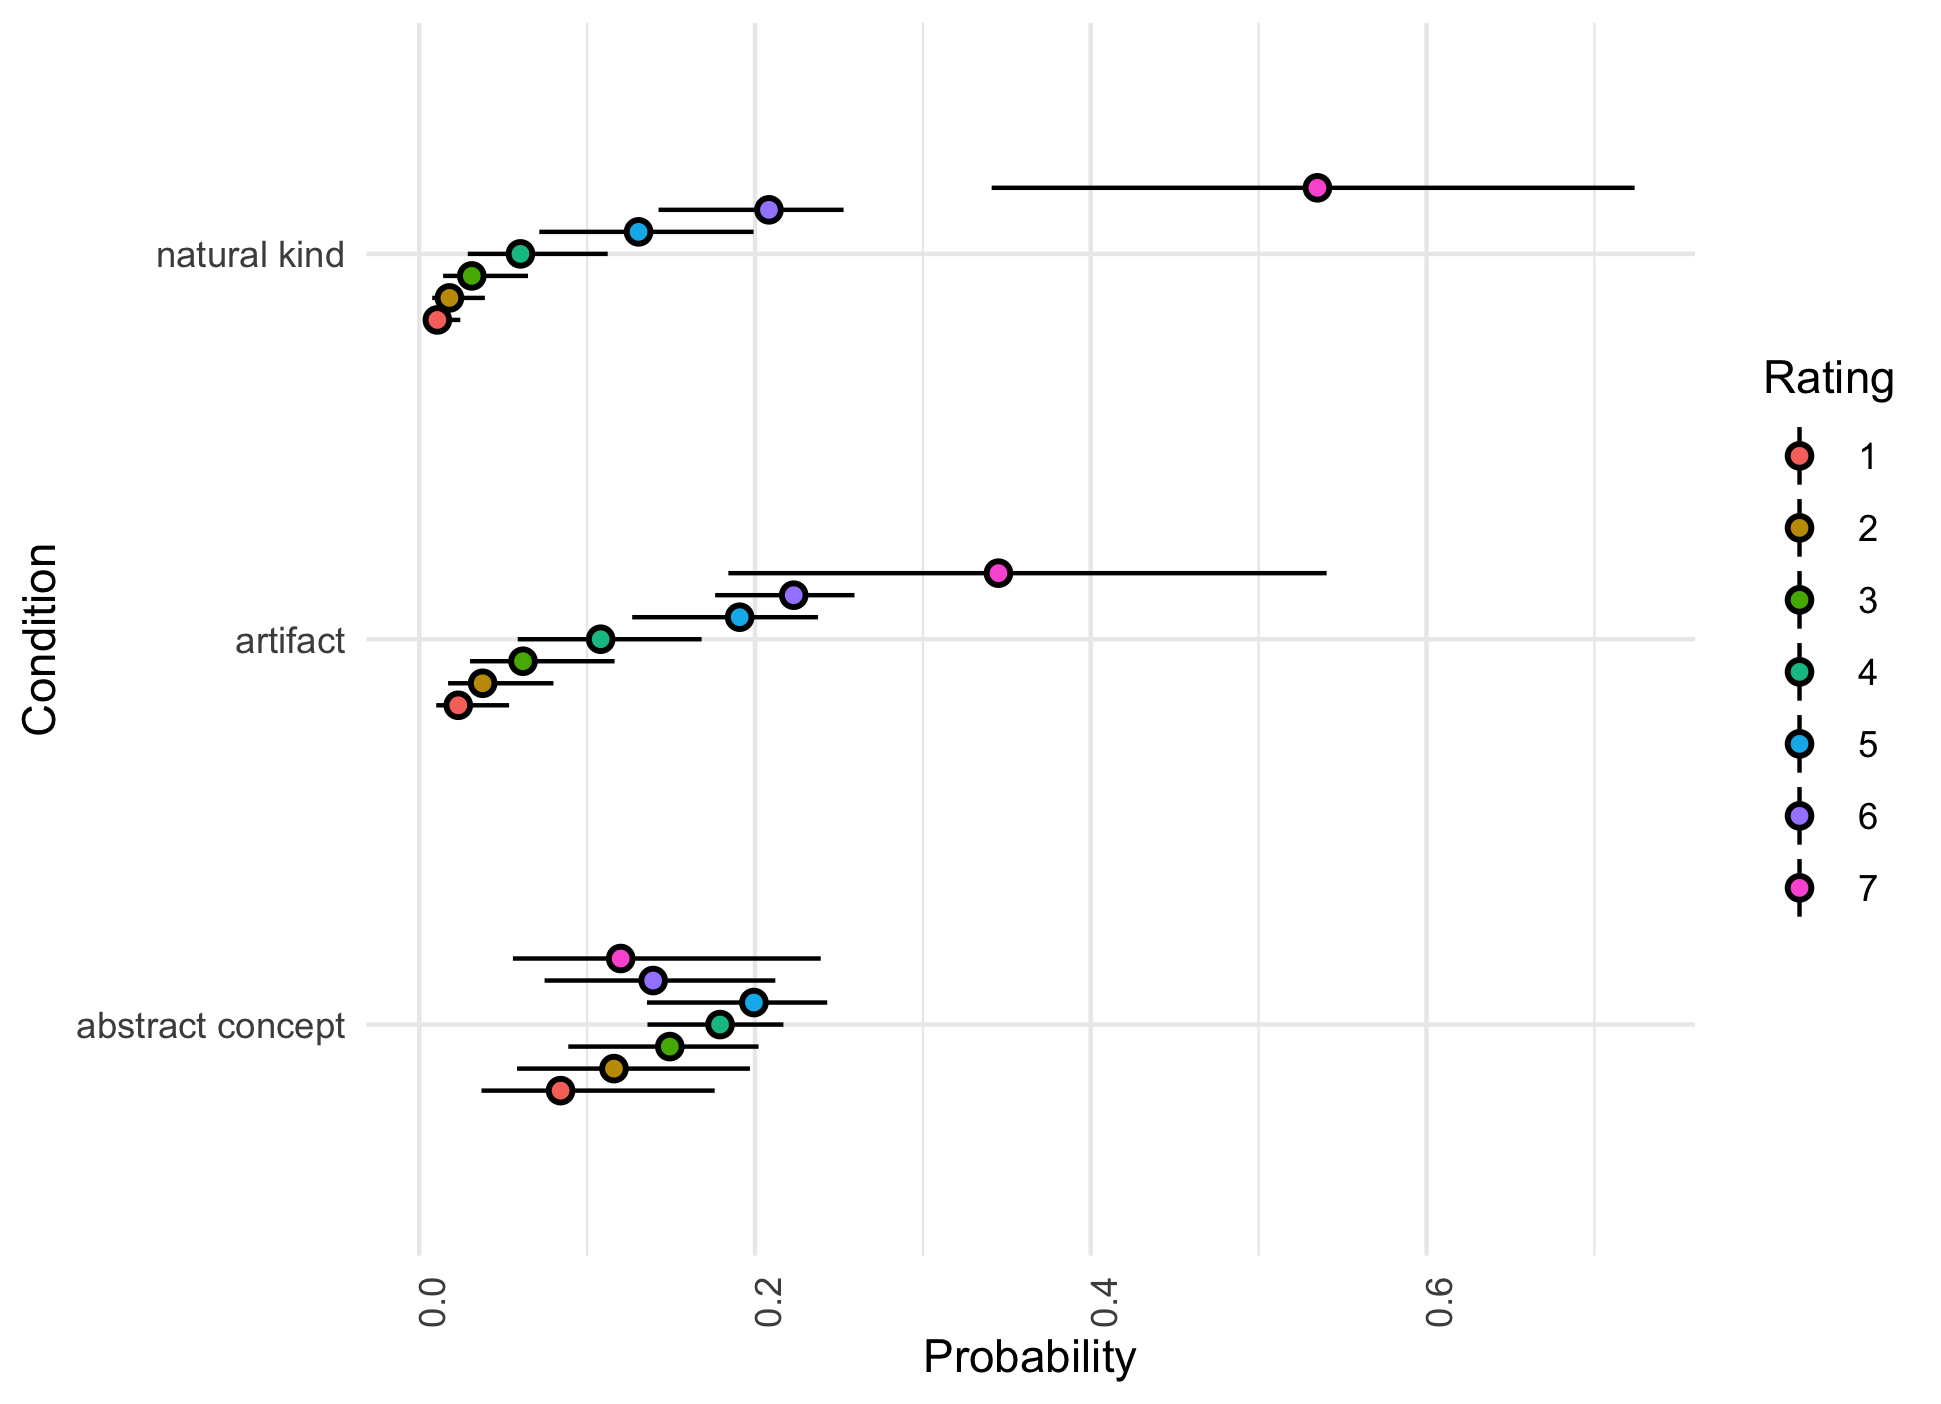 natural kind
artifact
abstract concept
Condition
0.0
0.2
0.4
0.6
Probability
Rating
1
2
3
4
5
6
7